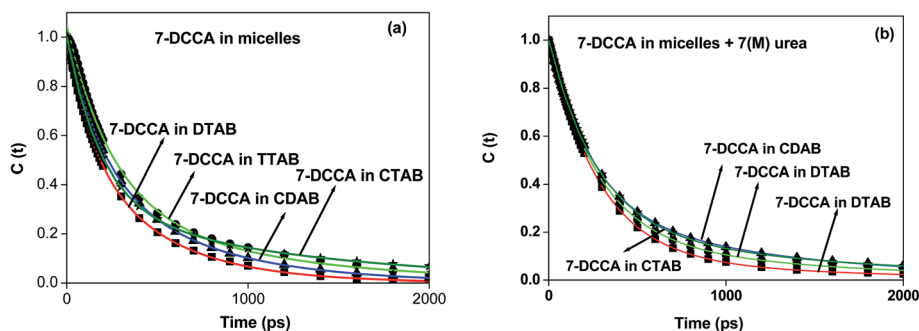 (a)
7-DCCA in micelles
1.0
0.8
0.6
0.4
0.2
0.0
C (t)
7-DCCA in DTAB
7-DCCA in TTAB
7-DCCA in CTAB
7-DCCA in CDAB
0
1000
2000
Time (ps)
(b)
7-DCCA in micelles + 7(M) urea
1.0
0.8
0.6
0.4
0.2
0.0
C (t)
7-DCCA in CDAB
7-DCCA in DTAB
7-DCCA in DTAB
7-DCCA in CTAB
0
1000
2000
Time (ps)